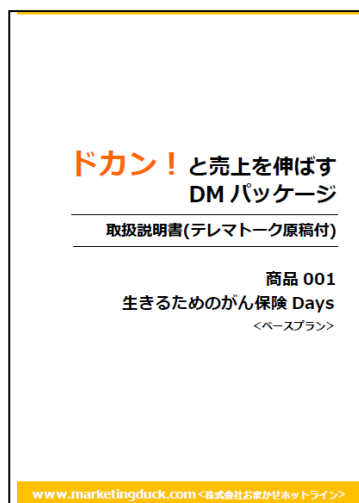 ドカン！と売上を伸ばす
DM パッケージ
取扱説明書(テレマトーク原稿付)
商品 001
生きるためのがん保険 Days
<ベースプラン>
www.marketingduck.com<株式会社おまかせホットライン>